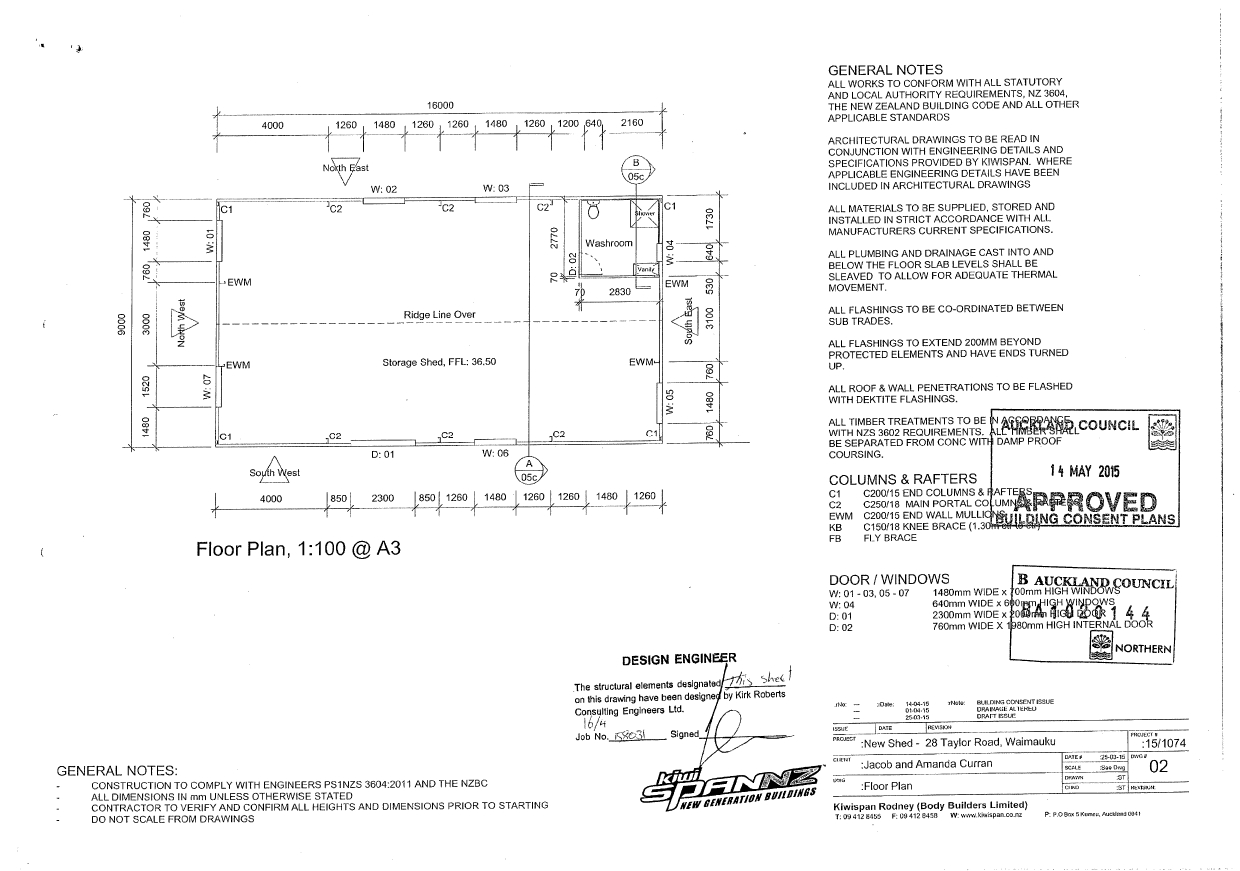 16000
4000 1260 1480 1260 1260 1480 1260 1200 640 2160
North East
B
05c
W: 02
W: 03
C1 C2 C2 C2 C1
Shower
Washroom
Vanity
D: 02
W: 04
2770
70
70 2830
760
1480
760
3000
1520
1480
9000
W: 01
EWM
North West
EWM
W: 07
Ridge Line Over
Storage Shed, FFL: 36.50
EWM
South East
EWM
W: 05
1730
640
530
3100
760
1480
760
C1 C2 C2 C2 C1
D: 01
W: 06
South West
A
05c
4000 850 2300 850 1260 1480 1260 1260 1480 1260
Floor Plan, 1:100 @ A3
GENERAL NOTES
ALL WORKS TO CONFORM WITH ALL STATUTORY
AND LOCAL AUTHORITY REQUIREMENTS, NZ 3604,
THE NEW ZEALAND BUILDING CODE AND ALL OTHER
APPLICABLE STANDARDS
ARCHITECTURAL DRAWINGS TO BE READ IN
CONJUNCTION WITH ENGINEERING DETAILS AND
SPECIFICATIONS PROVIDED BY KIWISPAN. WHERE
APPLICABLE ENGINEERING DETAILS HAVE BEEN
INCLUDED IN ARCHITECTURAL DRAWINGS
ALL MATERIALS TO BE SUPPLIED, STORED AND
INSTALLED IN STRICT ACCORDANCE WITH ALL
MANUFACTURERS CURRENT SPECIFICATIONS.
ALL PLUMBING AND DRAINAGE CAST INTO AND
BELOW THE FLOOR SLAB LEVELS SHALL BE
SLEAVED TO ALLOW FOR ADEQUATE THERMAL
MOVEMENT.
ALL FLASHINGS TO BE CO-ORDINATED BETWEEN
SUB TRADES.
ALL FLASHINGS TO EXTEND 200MM BEYOND
PROTECTED ELEMENTS AND HAVE ENDS TURNED
UP.
ALL ROOF & WALL PENETRATIONS TO BE FLASHED
WITH DEKTITE FLASHINGS.
ALL TIMBER TREATMENTS TO BE IN ACCORDANCE
WITH NZS 3602 REQUIREMENTS. ALL TIMBER SHALL
BE SEPARATED FROM CONC WITH DAMP PROOF
COURSING.
AUCKLAND COUNCIL
14 MAY 2015
APPROVED
BUILDING CONSENT PLANS
COLUMNS & RAFTERS
C1 C200/15 END COLUMNS & RAFTERS
C2 C250/18 MAIN PORTAL COLUMNS & RAFTERS
EWM C200/15 END WALL MULLIONS
KB C150/18 KNEE BRACE
FB FLY BRACE
DOOR / WINDOWS
W: 01 - 03, 05 - 07 1480mm WIDE x 700mm HIGH WINDOWS
W: 04 640mm WIDE x 600mm HIGH WINDOWS
D: 01 2300mm WIDE x 2000mm HIGH DOOR
D: 02 760mm WIDE X 1980mm HIGH INTERNAL DOOR
B AUCKLAND COUNCIL
BA 1020144
NORTHERN
DESIGN ENGINEER
The structural elements designated This sheet
on this drawing have been designed by Kirk Roberts
Consulting Engineers Ltd.
16/4
Job No. Signed
kiwi
SPANNZ
NEW GENERATION BUILDINGS
:rNo: :rDate: 14-04-15 :rNote: BUILDING CONSENT ISSUE
01-04-15 DRAINAGE ALTERED
25-03-15 DRAFT ISSUE
ISSUE DATE REVISION
PROJECT :New Shed - 28 Taylor Road, Waimauku
PROJECT # :15/1074
CLIENT :Jacob and Amanda Curran
DATE # :25-03-15 DWG # 02
SCALE :See Dwg
DWG :Floor Plan
DRAWN :ST
CHKD :ST REVISION:
Kiwispan Rodney (Body Builders Limited)
T: 09 412 8455 F: 09 412 8458 W: www.kiwispan.co.nz P: P.O Box 5 Kumeu, Auckland 0841
GENERAL NOTES:
- CONSTRUCTION TO COMPLY WITH ENGINEERS PS1NZS 3604:2011 AND THE NZBC
- ALL DIMENSIONS IN mm UNLESS OTHERWISE STATED
- CONTRACTOR TO VERIFY AND CONFIRM ALL HEIGHTS AND DIMENSIONS PRIOR TO STARTING
- DO NOT SCALE FROM DRAWINGS